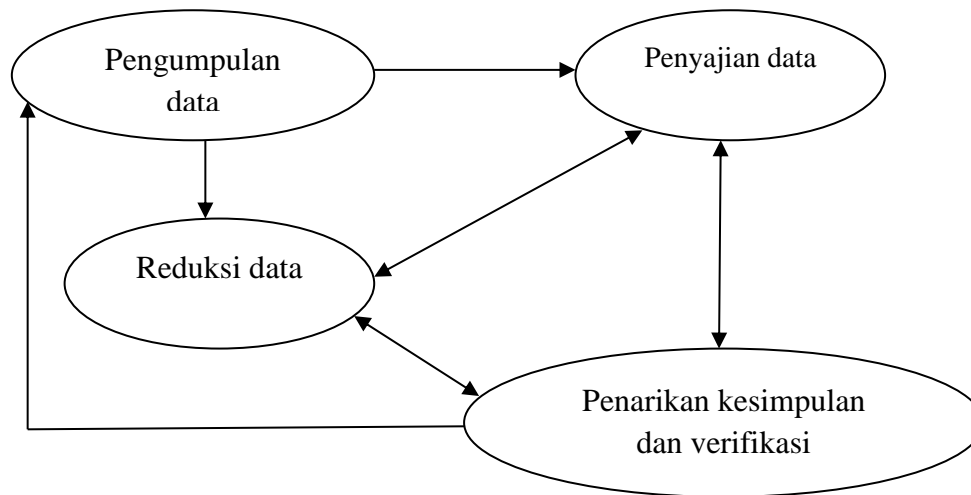 Pengumpulan
data
Penyajian data
Reduksi data
Penarikan kesimpulan
dan verifikasi